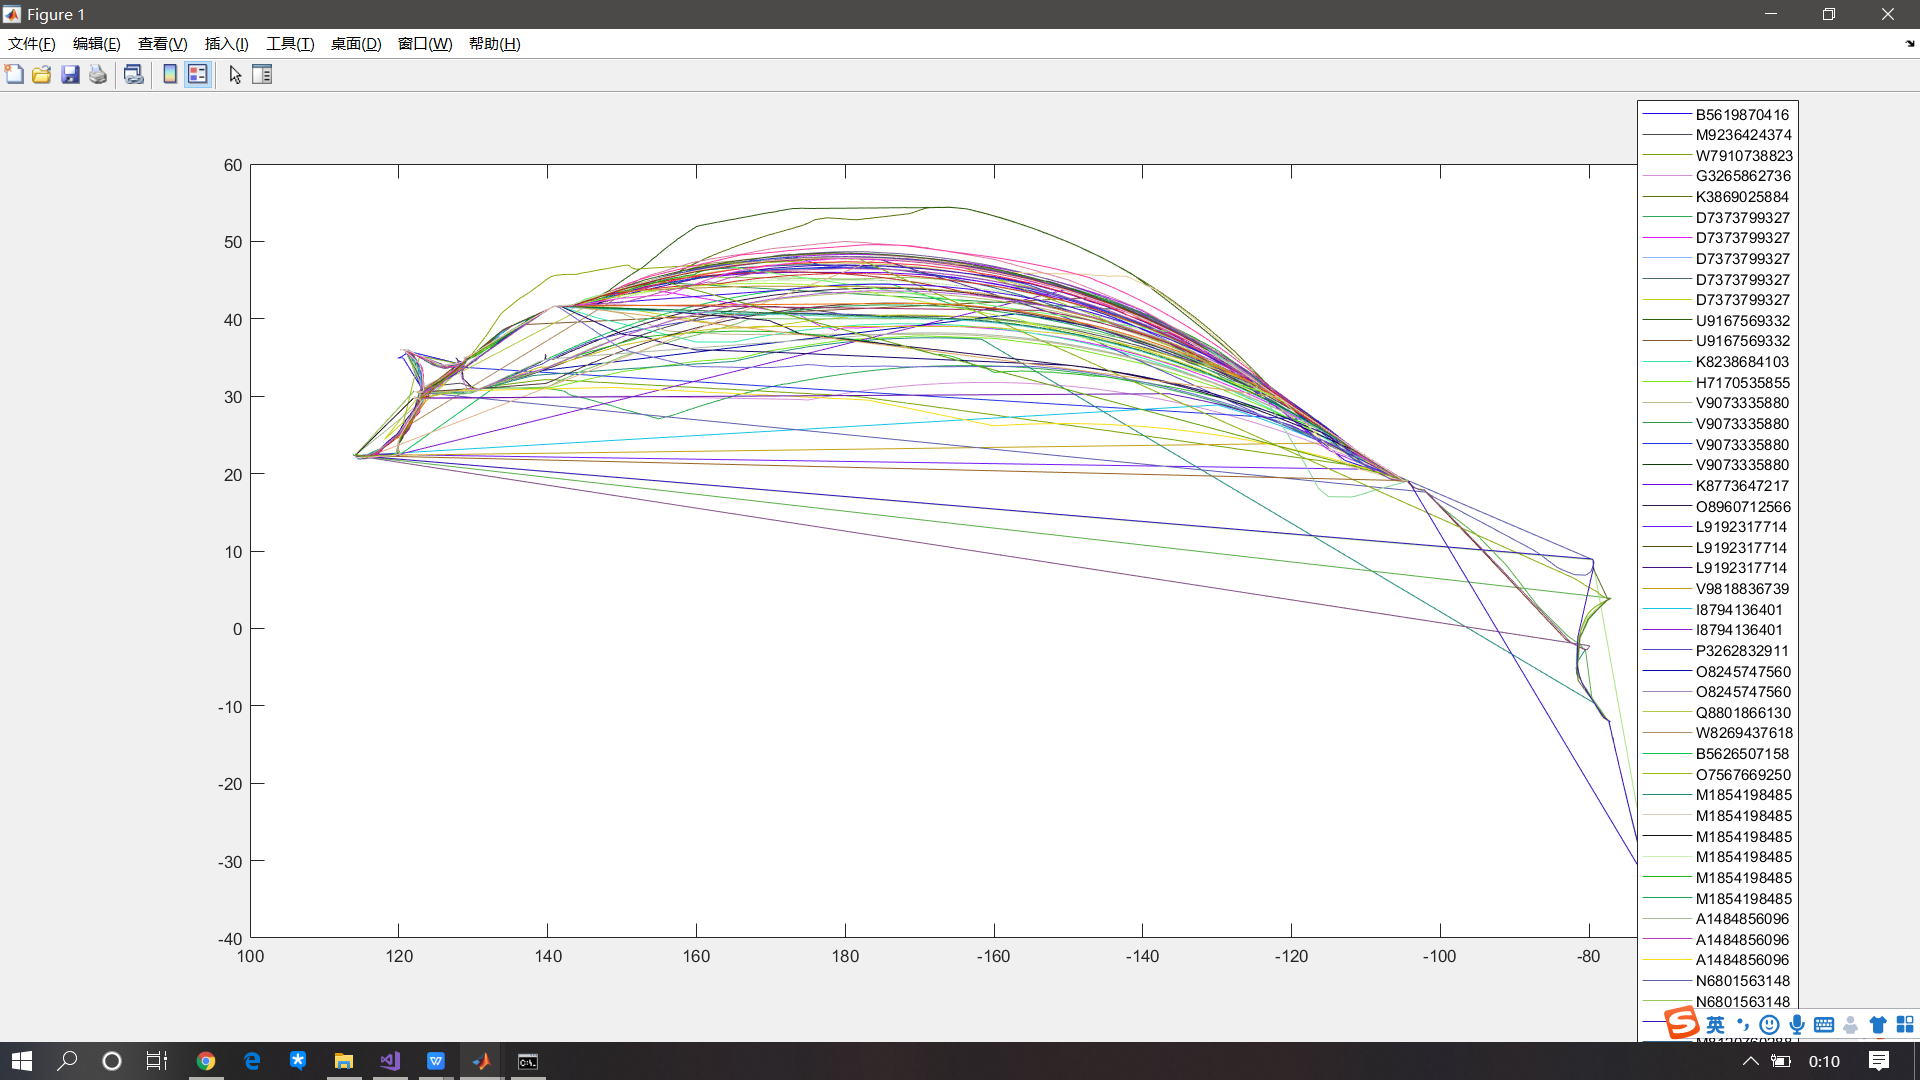 Figure 1
文件(F) 编辑(E) 查看(V) 插入(I) 工具(T) 桌面(D) 窗口(W) 帮助(H)
60
50
40
30
20
10
0
-10
-20
-30
-40
100 120 140 160 180 -160 -140 -120 -100 -80
B5619870416
M9236424374
W7910738823
G3265862736
K3869025884
D7373799327
D7373799327
D7373799327
D7373799327
D7373799327
U9167569332
U9167569332
K8238684103
H7170535855
V9073335880
V9073335880
V9073335880
V9073335880
K8773647217
O8960712566
L9192317714
L9192317714
L9192317714
V9818836739
I8794136401
I8794136401
P3262832911
O8245747560
O8245747560
Q8801866130
W8269437618
B5626507158
O7567669250
M1854198485
M1854198485
M1854198485
M1854198485
M1854198485
M1854198485
A1484856096
A1484856096
A1484856096
N6801563148
N6801563148
英
0:10